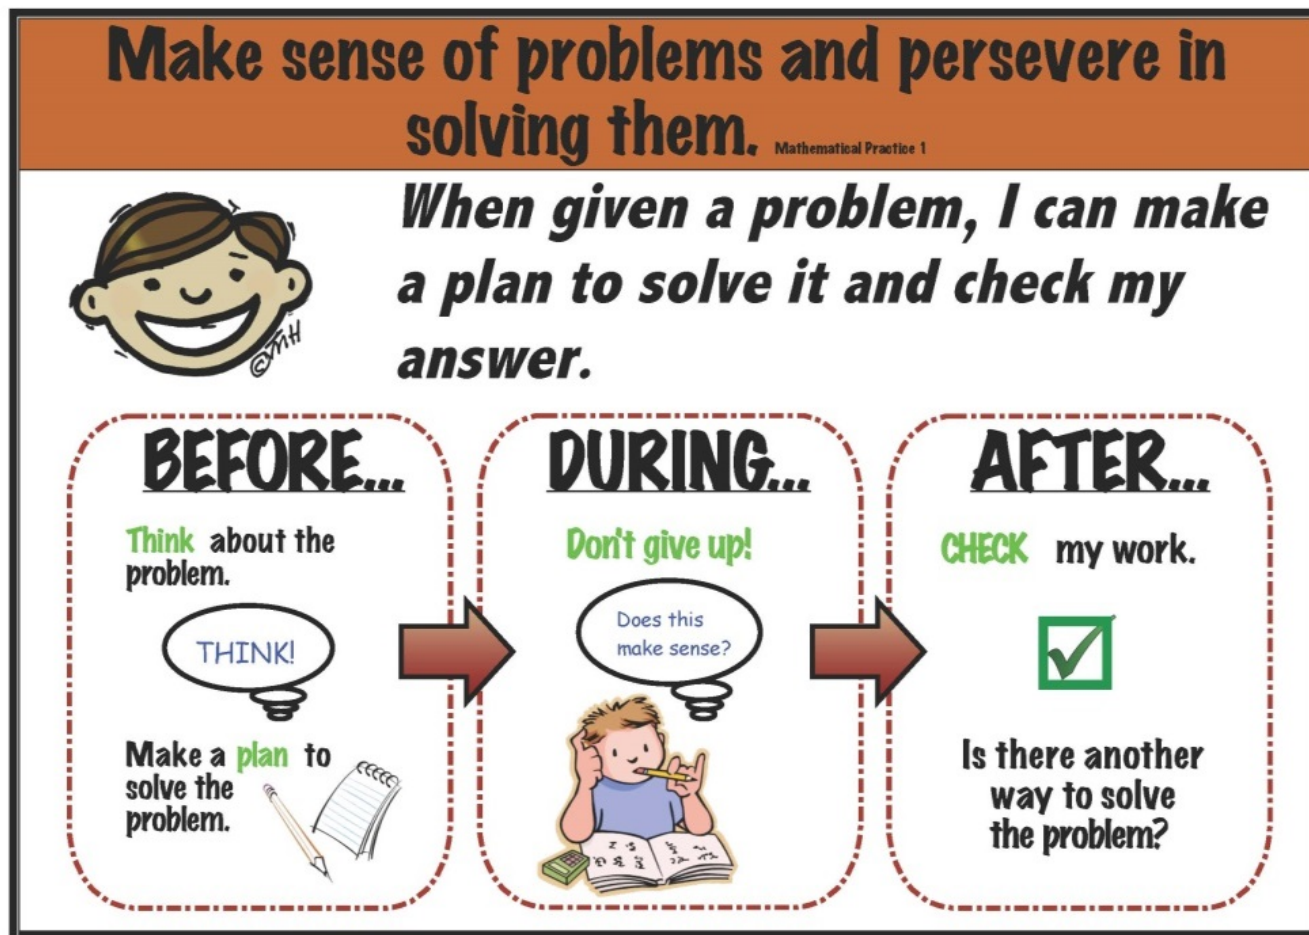 Make sense of problems and persevere in
solving them. Mathematical Practice 1
When given a problem, I can make
a plan to solve it and check my
answer.
©MH
BEFORE...
Think about the
problem.
THINK!
Make a plan to
solve the
problem.
DURING...
Don't give up!
Does this
make sense?
AFTER...
CHECK my work.
Is there another
way to solve
the problem?